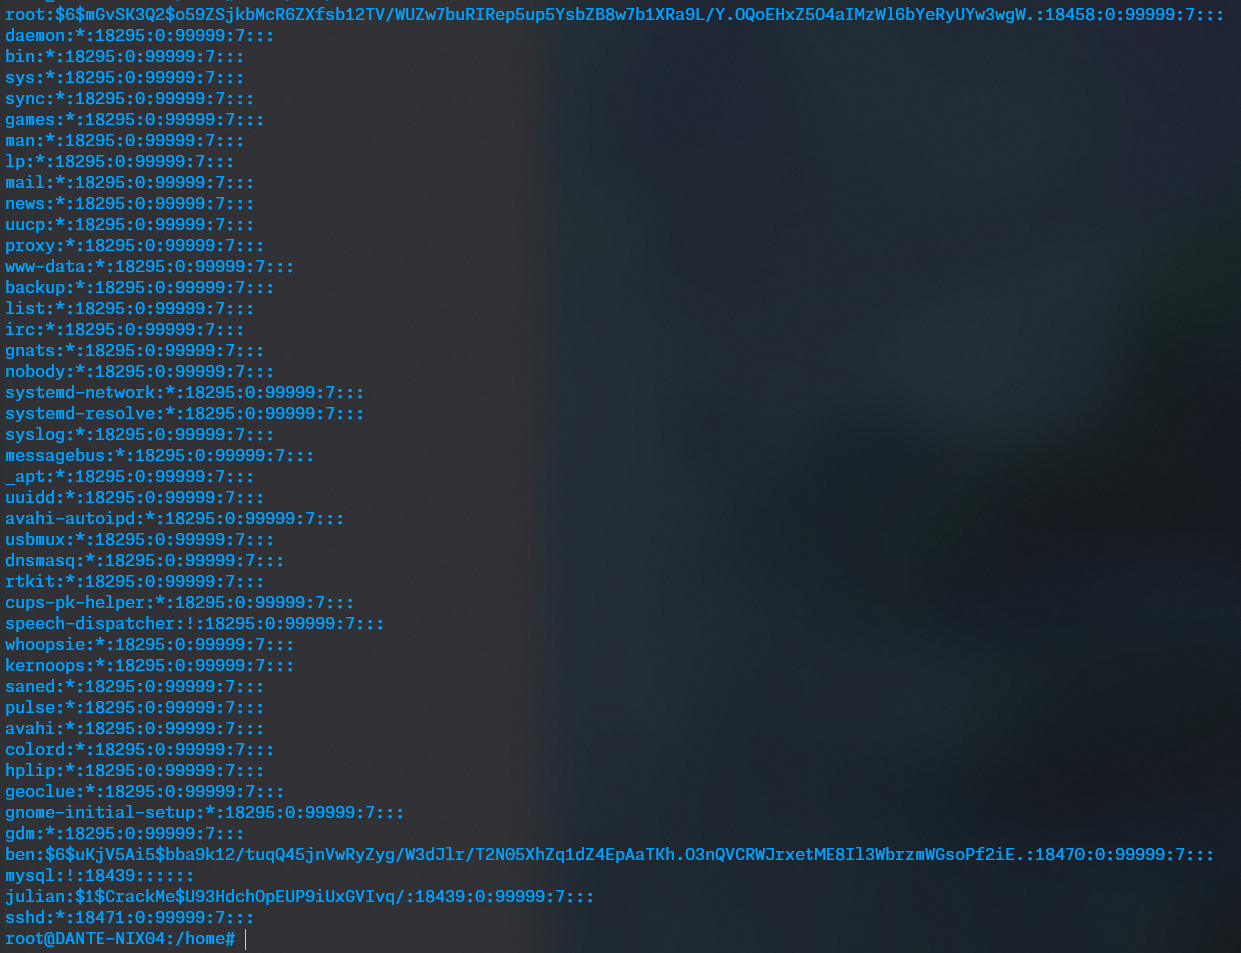 root:$6$mGvSK3Q2$o59ZSjkbMcR6ZXfsb12TV/WUZw7buRIRep5up5YsbZB8w7b1XRa9L/Y.OQoEHxZ5O4aIMzWl6bYeRyUYw3wgW.:18458:0:99999:7:::
daemon:*:18295:0:99999:7:::
bin:*:18295:0:99999:7:::
sys:*:18295:0:99999:7:::
sync:*:18295:0:99999:7:::
games:*:18295:0:99999:7:::
man:*:18295:0:99999:7:::
lp:*:18295:0:99999:7:::
mail:*:18295:0:99999:7:::
news:*:18295:0:99999:7:::
uucp:*:18295:0:99999:7:::
proxy:*:18295:0:99999:7:::
www-data:*:18295:0:99999:7:::
backup:*:18295:0:99999:7:::
list:*:18295:0:99999:7:::
irc:*:18295:0:99999:7:::
gnats:*:18295:0:99999:7:::
nobody:*:18295:0:99999:7:::
systemd-network:*:18295:0:99999:7:::
systemd-resolve:*:18295:0:99999:7:::
syslog:*:18295:0:99999:7:::
messagebus:*:18295:0:99999:7:::
_apt:*:18295:0:99999:7:::
uuidd:*:18295:0:99999:7:::
avahi-autoipd:*:18295:0:99999:7:::
usbmux:*:18295:0:99999:7:::
dnsmasq:*:18295:0:99999:7:::
rtkit:*:18295:0:99999:7:::
cups-pk-helper:*:18295:0:99999:7:::
speech-dispatcher:!:18295:0:99999:7:::
whoopsie:*:18295:0:99999:7:::
kernoops:*:18295:0:99999:7:::
saned:*:18295:0:99999:7:::
pulse:*:18295:0:99999:7:::
avahi:*:18295:0:99999:7:::
colord:*:18295:0:99999:7:::
hplip:*:18295:0:99999:7:::
geoclue:*:18295:0:99999:7:::
gnome-initial-setup:*:18295:0:99999:7:::
gdm:*:18295:0:99999:7:::
ben:$6$uKjV5Ai5$bba9k12/tuqQ45jnVwRyZyg/W3dJlr/T2N05XhZq1dZ4EpAaTKh.O3nQVCRWJrxetME8Il3WbrzmWGsoPf2iE.:18470:0:99999:7:::
mysql:!:18439::::::
julian:$1$CrackMe$U93HdchOpEUP9iUxGVIvq/:18439:0:99999:7:::
sshd:*:18471:0:99999:7:::
root@DANTE-NIX04:/home#